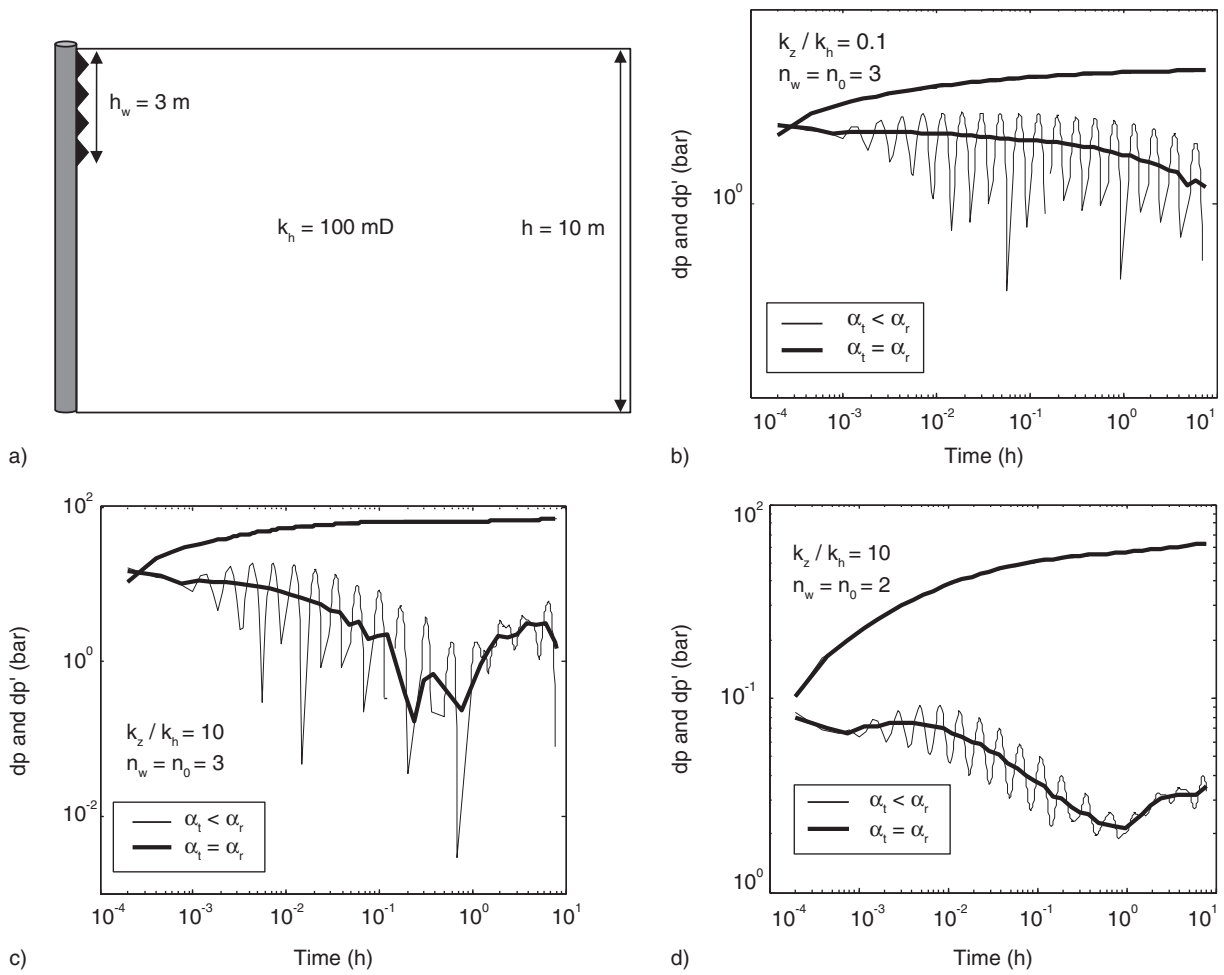 h_w = 3 m
k_h = 100 mD
h = 10 m
a)
k_z / k_h = 0.1
n_w = n_0 = 3
dp and dp' (bar)
10^0
α_t < α_r
α_t = α_r
10^-4 10^-3 10^-2 10^-1 10^0 10^1
Time (h)
b)
10^2
10^0
10^-2
dp and dp' (bar)
k_z / k_h = 10
n_w = n_0 = 3
α_t < α_r
α_t = α_r
10^-4 10^-3 10^-2 10^-1 10^0 10^1
Time (h)
c)
10^2
10^-1
10^0
dp and dp' (bar)
k_z / k_h = 10
n_w = n_0 = 2
α_t < α_r
α_t = α_r
10^-4 10^-3 10^-2 10^-1 10^0 10^1
Time (h)
d)